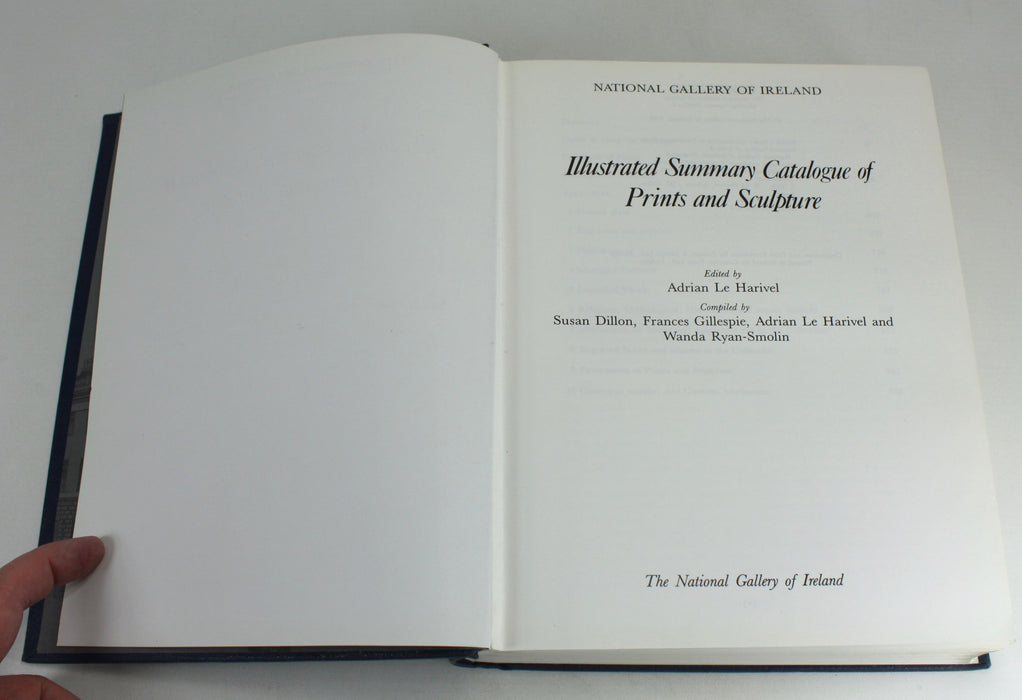 NATIONAL GALLERY OF IRELAND
Illustrated Summary Catalogue of
Prints and Sculpture
Edited by
Adrian Le Harivel
Compiled by
Susan Dillon, Frances Gillespie, Adrian Le Harivel and
Wanda Ryan-Smolin
The National Gallery of Ireland